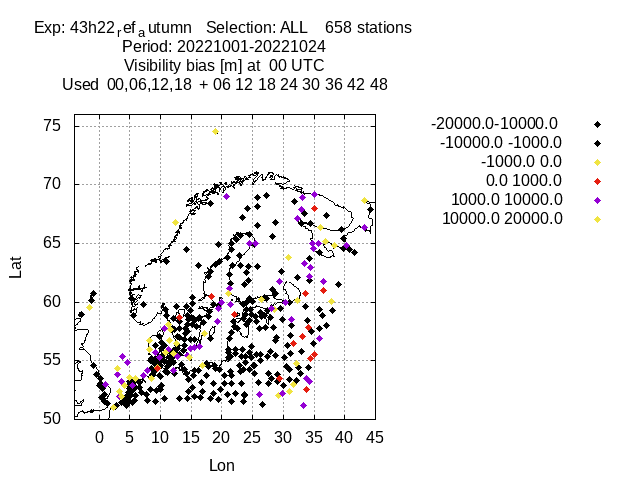 Exp: 43h22refautumn Selection: ALL 658 stations
Period: 20221001-20221024
Visibility bias [m] at 00 UTC
Used 00,06,12,18 + 06 12 18 24 30 36 42 48
-20000.0-10000.0
-10000.0 -1000.0
-1000.0 0.0
0.0 1000.0
1000.0 10000.0
10000.0 20000.0
75
70
65
60
55
50
Lat
0 5 10 15 20 25 30 35 40 45
Lon